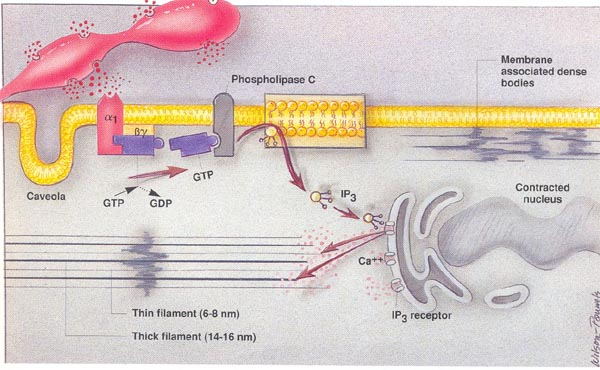 Membrane
associated dense
bodies
Phospholipase C
α1
βγ
GTP
Caveola
GTP
GDP
IP3
Contracted
nucleus
Ca++
IP3 receptor
Thin filament (6-8 nm)
Thick filament (14-16 nm)